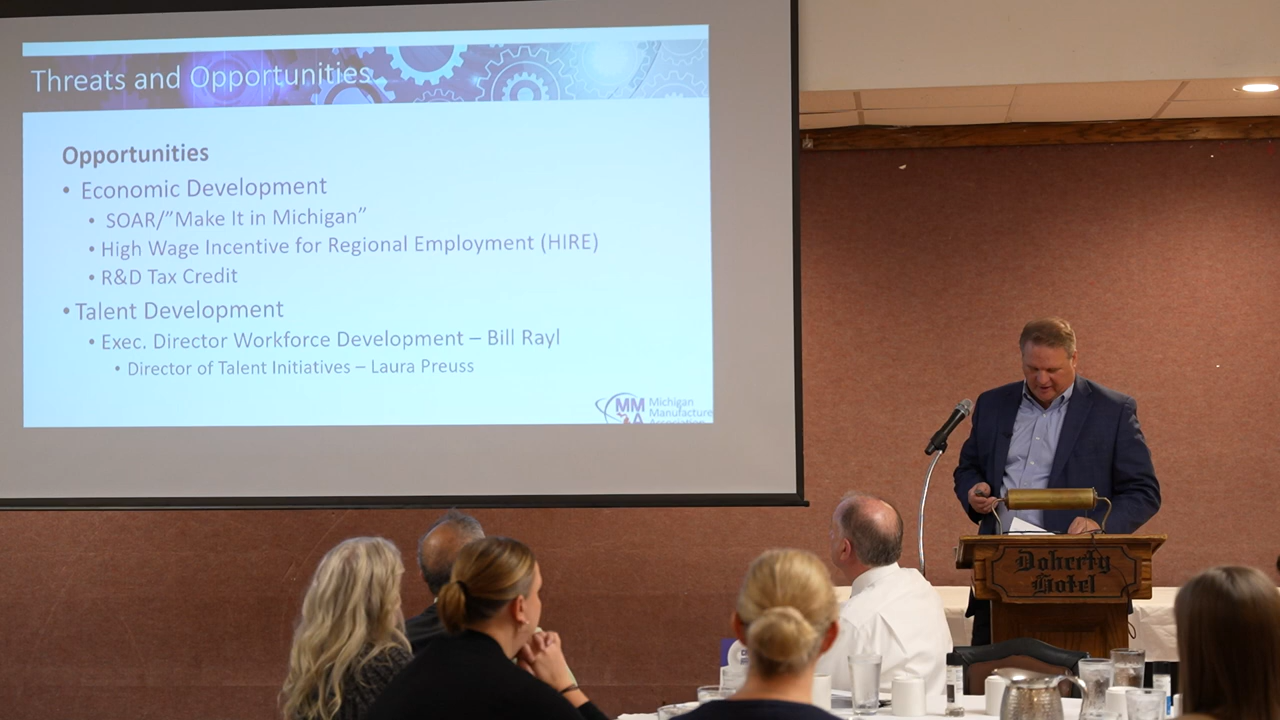 Threats and Opportunities
Opportunities
• Economic Development
• SOAR/”Make It in Michigan”
• High Wage Incentive for Regional Employment (HIRE)
• R&D Tax Credit
• Talent Development
• Exec. Director Workforce Development – Bill Rayl
• Director of Talent Initiatives – Laura Preuss
MM
A
Michigan
Manufacture
Association
Doherty
Hotel